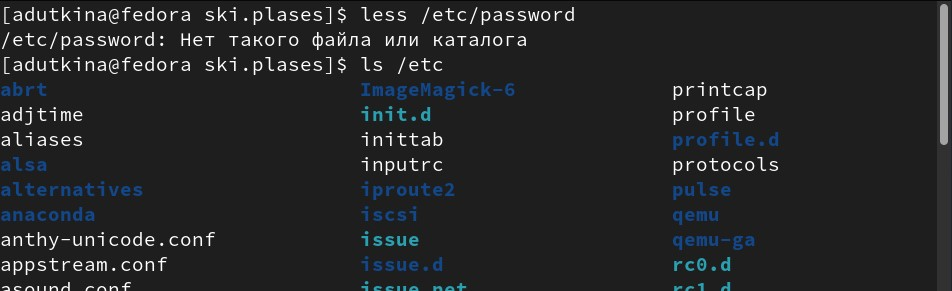 [adutkina@fedora ski.plases]$ less /etc/password
/etc/password: Нет такого файла или каталога
[adutkina@fedora ski.plases]$ ls /etc
abrt ImageMagick-6 printcap
adjtime init.d profile
aliases inittab profile.d
alsa inputrc protocols
alternatives iproute2 pulse
anaconda iscsi qemu
anthy-unicode.conf issue qemu-ga
appstream.conf issue.d rc0.d
asound.conf issue.net rc1.d